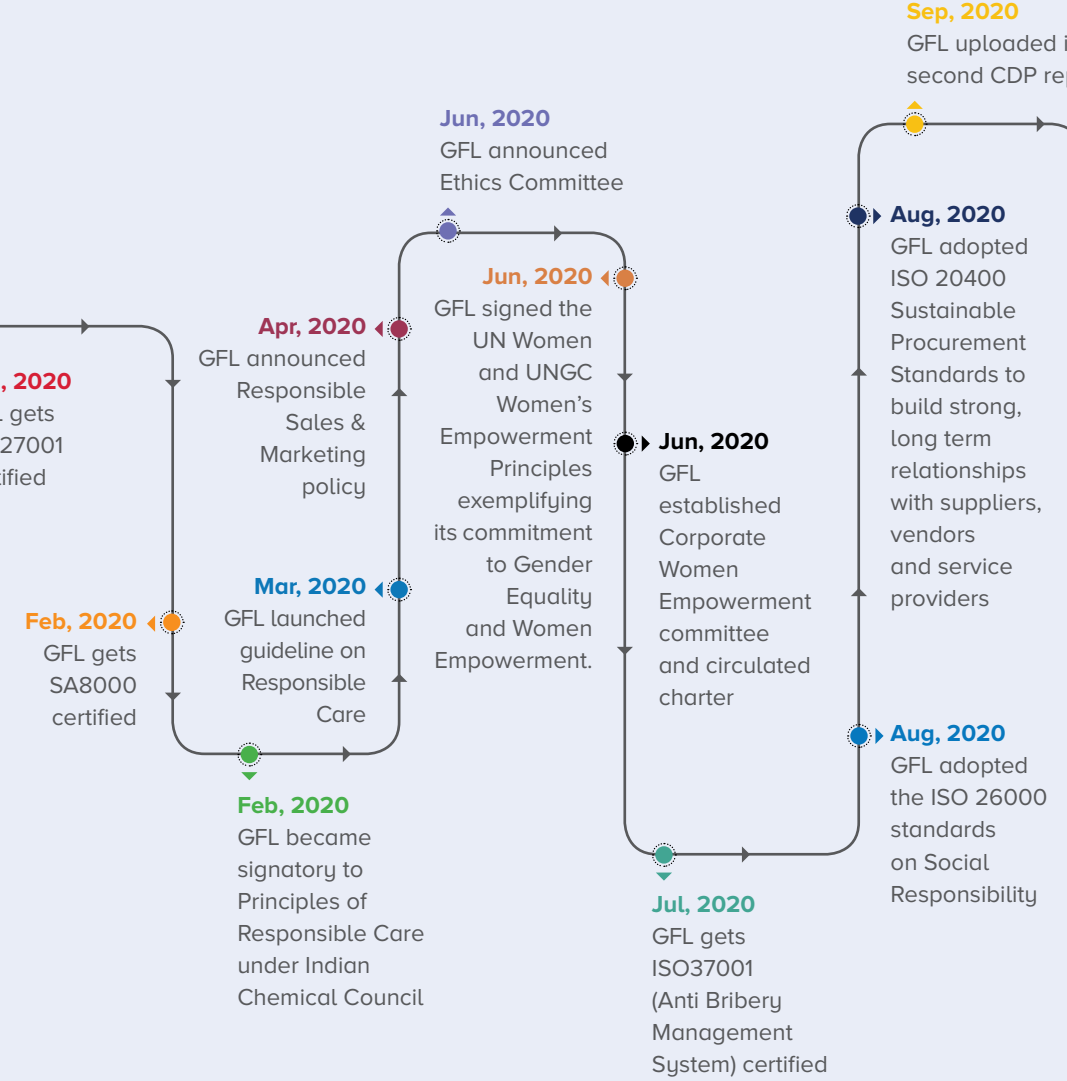 , 2020
gets
27001
Feb, 2020
GFL gets
SA8000
certified
Feb, 2020
GFL became
signatory to
Principles of
Responsible Care
under Indian
Chemical Council
Mar, 2020
GFL launched
guideline on
Responsible
Care
Apr, 2020
GFL announced
Responsible
Sales &
Marketing
policy
Jun, 2020
GFL announced
Ethics Committee
Jun, 2020
GFL signed the
UN Women
and UNGC
Women’s
Empowerment
Principles
exemplifying
its commitment
to Gender
Equality
and Women
Empowerment.
Jun, 2020
GFL
established
Corporate
Women
Empowerment
committee
and circulated
charter
Jul, 2020
GFL gets
ISO37001
(Anti Bribery
Management
System) certified
Aug, 2020
GFL adopted
the ISO 26000
standards
on Social
Responsibility
Aug, 2020
GFL adopted
ISO 20400
Sustainable
Procurement
Standards to
build strong,
long term
relationships
with suppliers,
vendors
and service
providers
Sep, 2020
GFL uploaded
second CDP